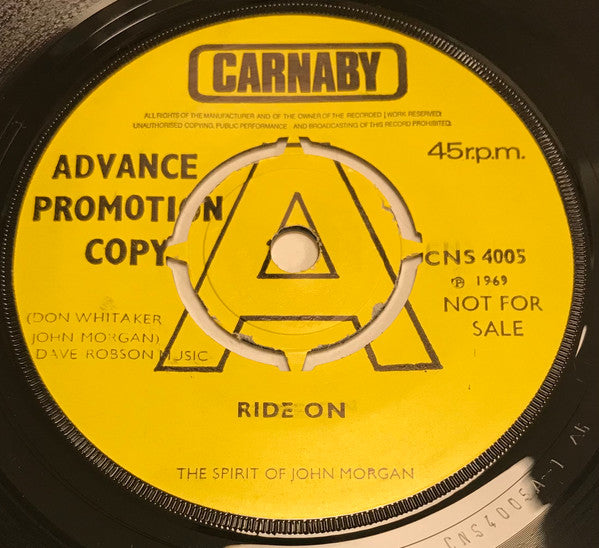 CARNABY
ALL RIGHTS OF THE MANUFACTURER AND OF THE OWNER OF THE RECORDED WORK RESERVED
UNAUTHORISED COPYING, PUBLIC PERFORMANCE AND BROADCASTING OF THIS RECORD PROHIBITED.
ADVANCE
PROMOTION
COPY
45r.p.m.
A
CNS 4005
℗ 1969
NOT FOR
SALE
(DON WHITAKER
JOHN MORGAN)
DAVE ROBSON MUSIC
RIDE ON
THE SPIRIT OF JOHN MORGAN
CNS4005A-1